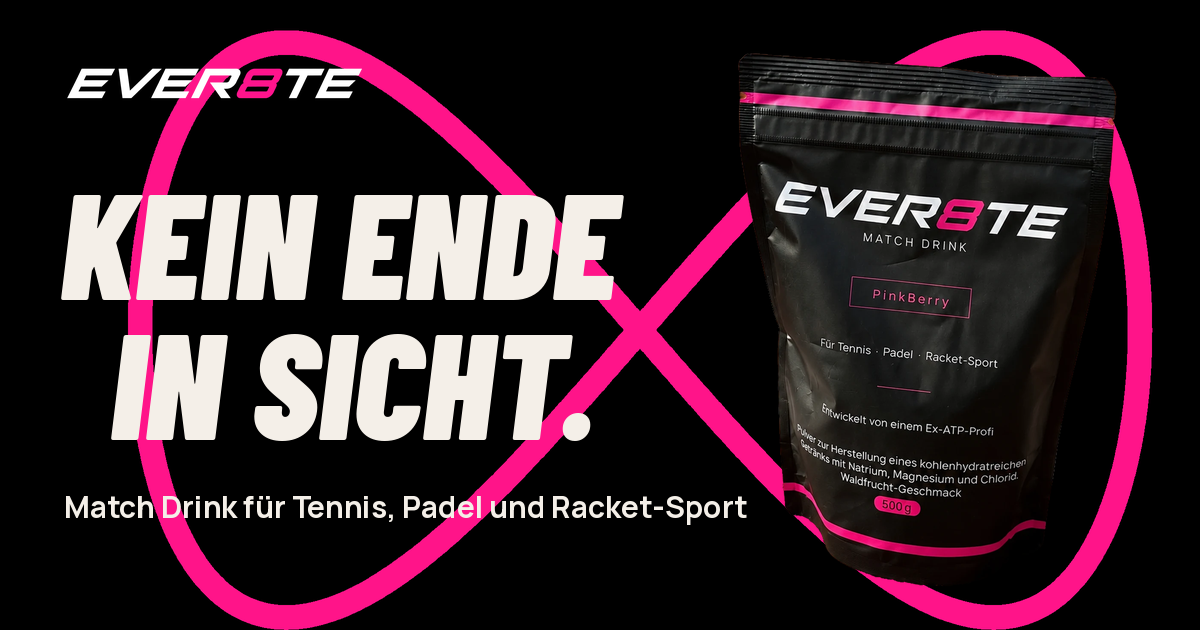 EVER8TE
KEIN ENDE
IN SICHT.
Match Drink für Tennis, Padel und Racket-Sport
EVER8TE
MATCH DRINK
PinkBerry
Für Tennis · Padel · Racket-Sport
Entwickelt von einem Ex-ATP-Profi
Pulver zur Herstellung eines kohlenhydratreichen
Getränks mit Natrium, Magnesium und Chlorid.
Waldfrucht-Geschmack
500 g